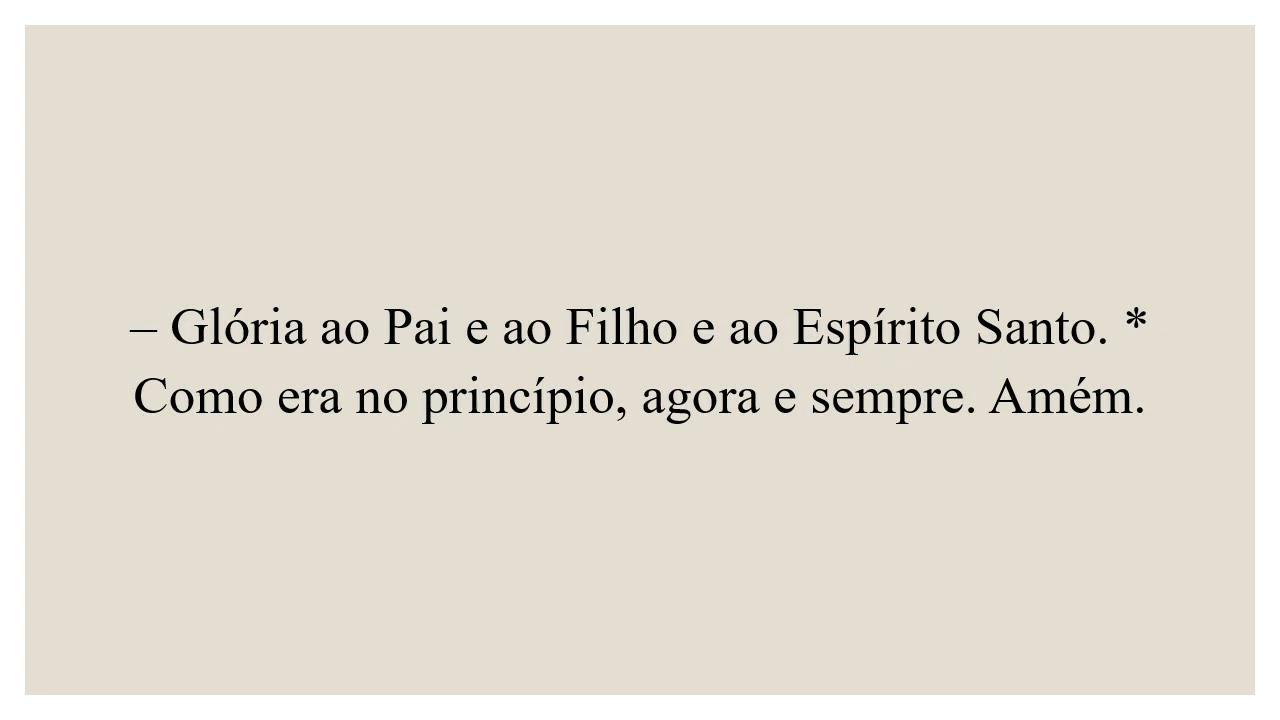 – Glória ao Pai e ao Filho e ao Espírito Santo. *
Como era no princípio, agora e sempre. Amém.